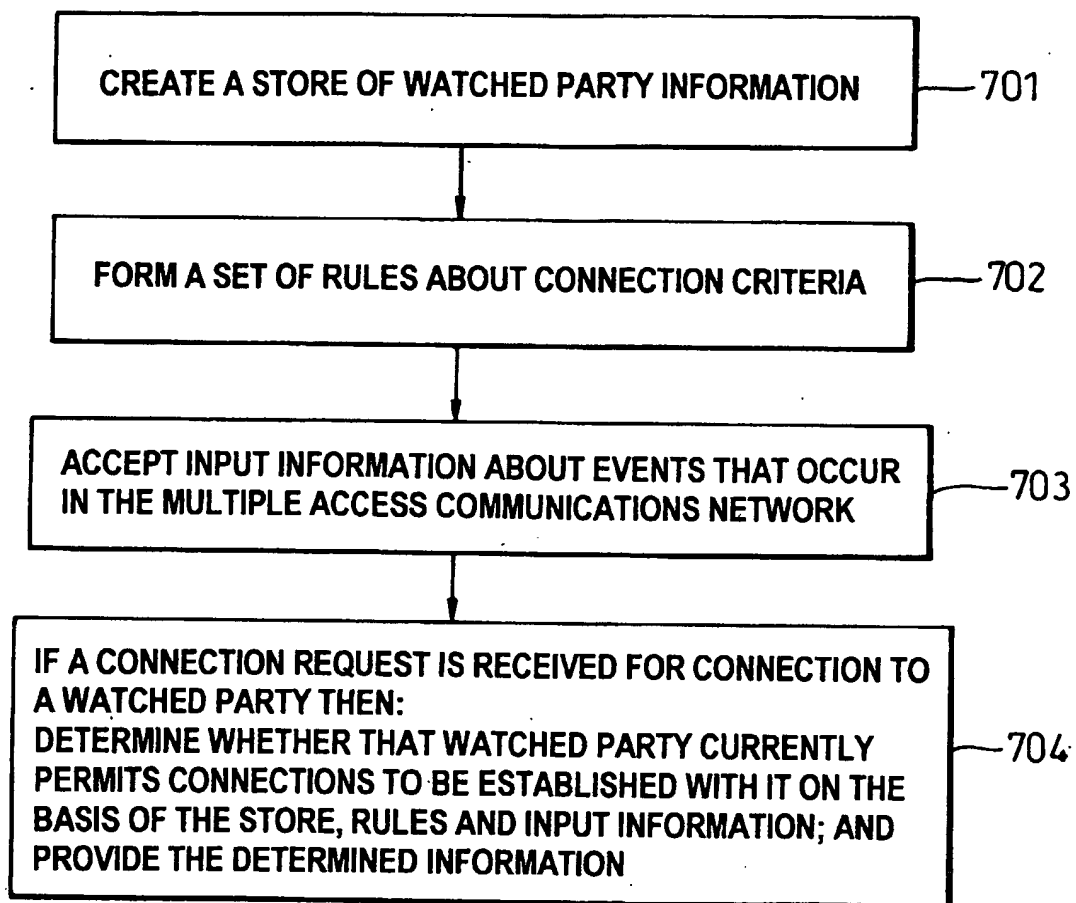 CREATE A STORE OF WATCHED PARTY INFORMATION
701
FORM A SET OF RULES ABOUT CONNECTION CRITERIA
702
ACCEPT INPUT INFORMATION ABOUT EVENTS THAT OCCUR
IN THE MULTIPLE ACCESS COMMUNICATIONS NETWORK
703
IF A CONNECTION REQUEST IS RECEIVED FOR CONNECTION TO
A WATCHED PARTY THEN:
DETERMINE WHETHER THAT WATCHED PARTY CURRENTLY
PERMITS CONNECTIONS TO BE ESTABLISHED WITH IT ON THE
BASIS OF THE STORE, RULES AND INPUT INFORMATION; AND
PROVIDE THE DETERMINED INFORMATION
704